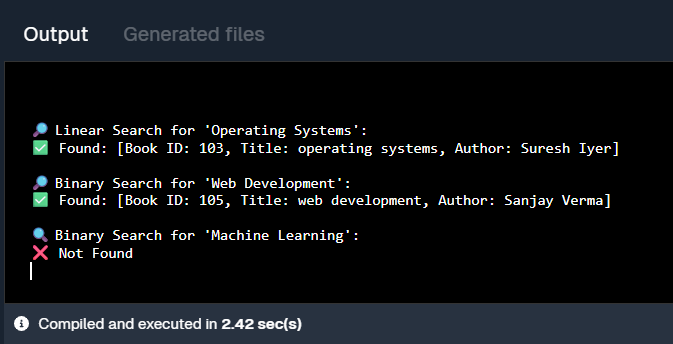 Output Generated files
🔎 Linear Search for 'Operating Systems':
✅ Found: [Book ID: 103, Title: operating systems, Author: Suresh Iyer]
🔎 Binary Search for 'Web Development':
✅ Found: [Book ID: 105, Title: web development, Author: Sanjay Verma]
🔍 Binary Search for 'Machine Learning':
❌ Not Found
Compiled and executed in 2.42 sec(s)